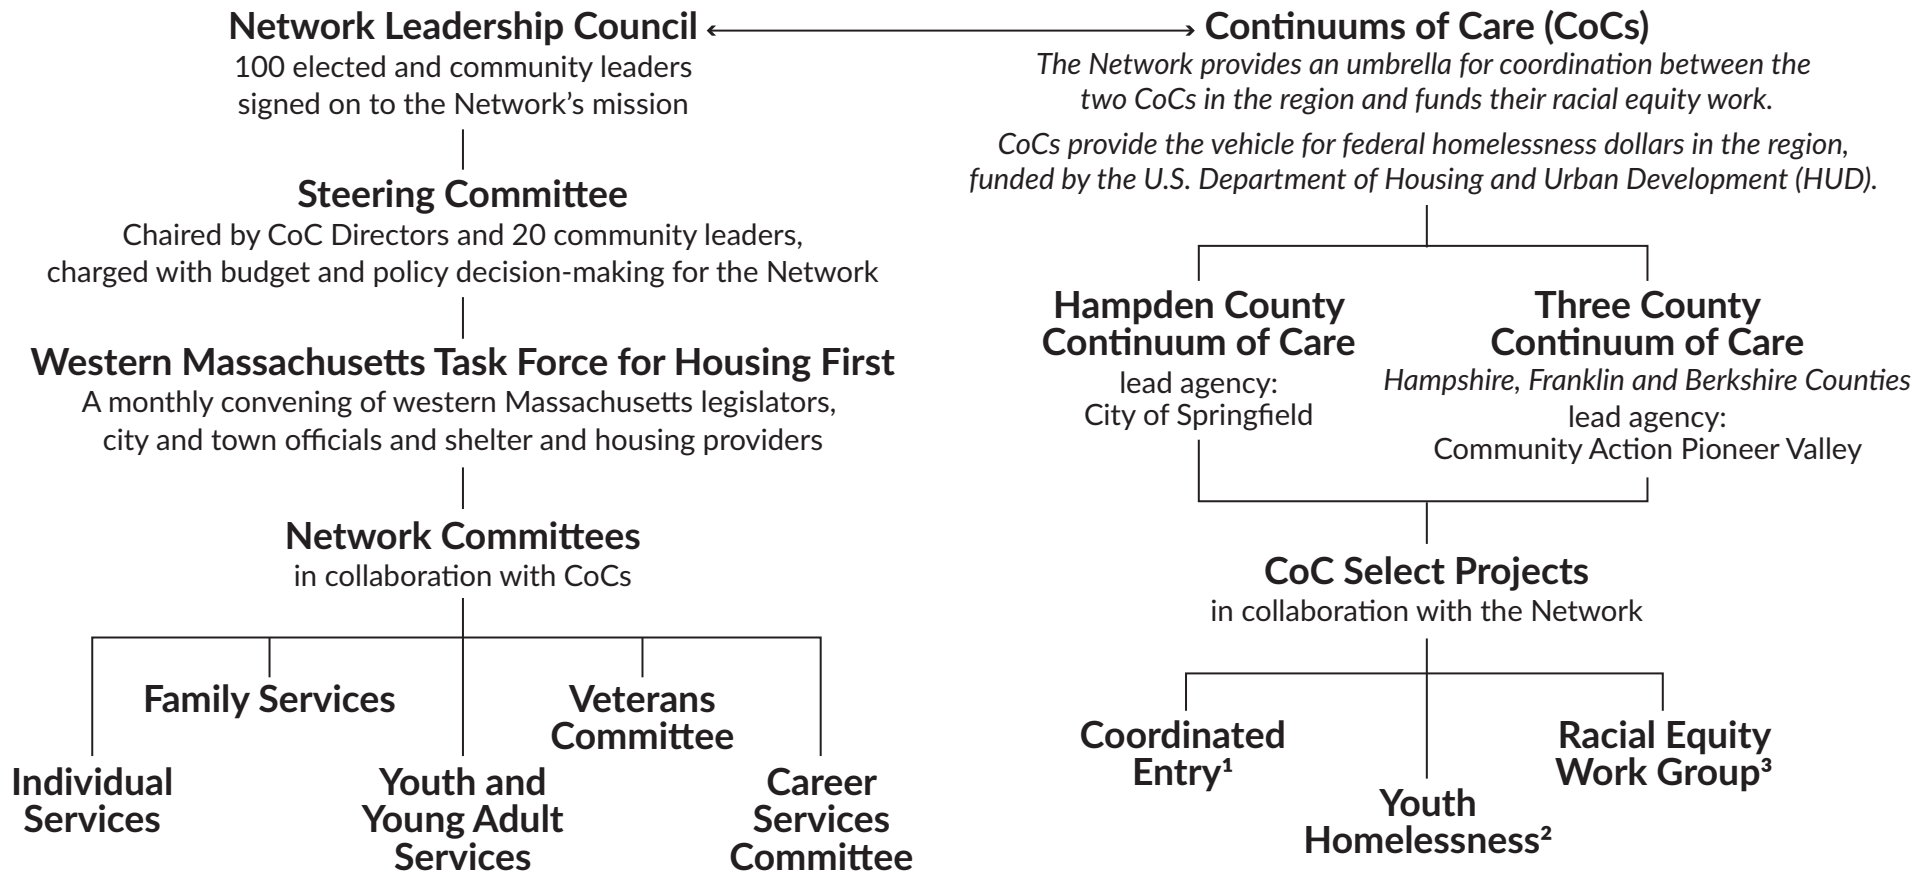 Network Leadership Council
100 elected and community leaders
signed on to the Network’s mission
Steering Committee
Chaired by CoC Directors and 20 community leaders,
charged with budget and policy decision-making for the Network
Western Massachusetts Task Force for Housing First
A monthly convening of western Massachusetts legislators,
city and town officials and shelter and housing providers
Network Committees
in collaboration with CoCs
Individual
Services
Family Services
Youth and
Young Adult
Services
Veterans
Committee
Career
Services
Committee
Continuums of Care (CoCs)
The Network provides an umbrella for coordination between the
two CoCs in the region and funds their racial equity work.
CoCs provide the vehicle for federal homelessness dollars in the region,
funded by the U.S. Department of Housing and Urban Development (HUD).
Hampden County
Continuum of Care
lead agency:
City of Springfield
Three County
Continuum of Care
Hampshire, Franklin and Berkshire Counties
lead agency:
Community Action Pioneer Valley
CoC Select Projects
in collaboration with the Network
Coordinated
Entry¹
Youth
Homelessness²
Racial Equity
Work Group³